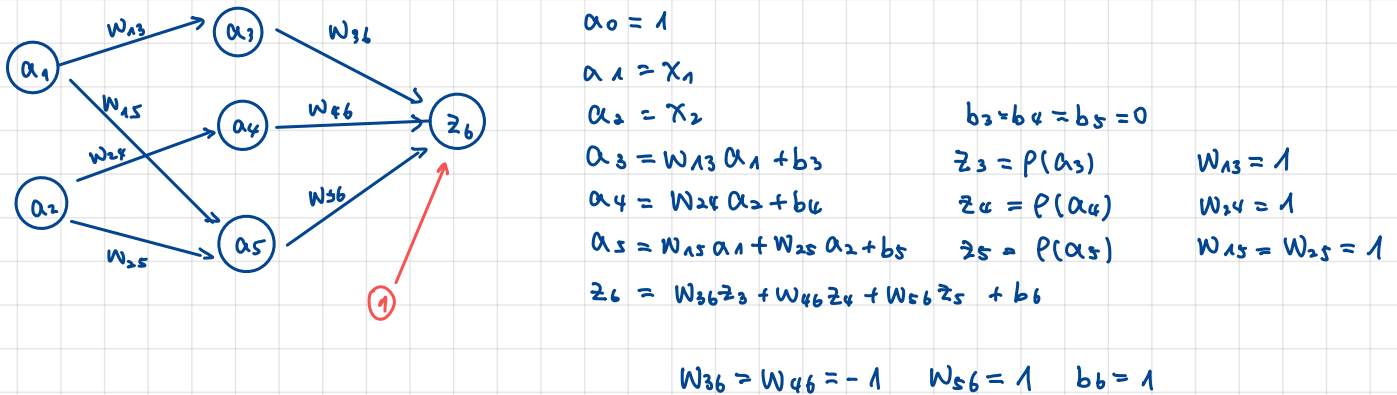 a₁
a₂
w₁₃
w₁₅
w₂₄
w₂₅
a₃
a₄
a₅
w₃₆
w₄₆
w₅₆
z₆
1
a₀ = 1
a₁ = x₁
a₂ = x₂
a₃ = w₁₃ a₁ + b₃
a₄ = w₂₄ a₂ + b₄
a₅ = w₁₅ a₁ + w₂₅ a₂ + b₅
z₆ = w₃₆ z₃ + w₄₆ z₄ + w₅₆ z₅ + b₆
b₃ = b₄ = b₅ = 0
z₃ = ρ(a₃)
z₄ = ρ(a₄)
z₅ = ρ(a₅)
w₁₃ = 1
w₂₄ = 1
w₁₅ = w₂₅ = 1
w₃₆ = w₄₆ = -1 w₅₆ = 1 b₆ = 1